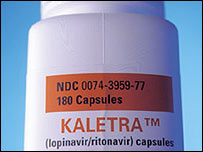 NDC 0074-3959-77
180 Capsules
KALETRA™
(lopinavir/ritonavir) capsules